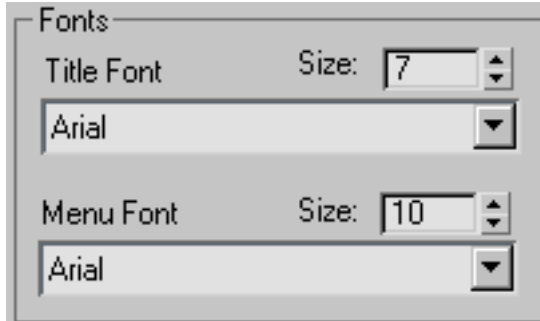 Fonts
Title Font Size: 7
Arial
Menu Font Size: 10
Arial